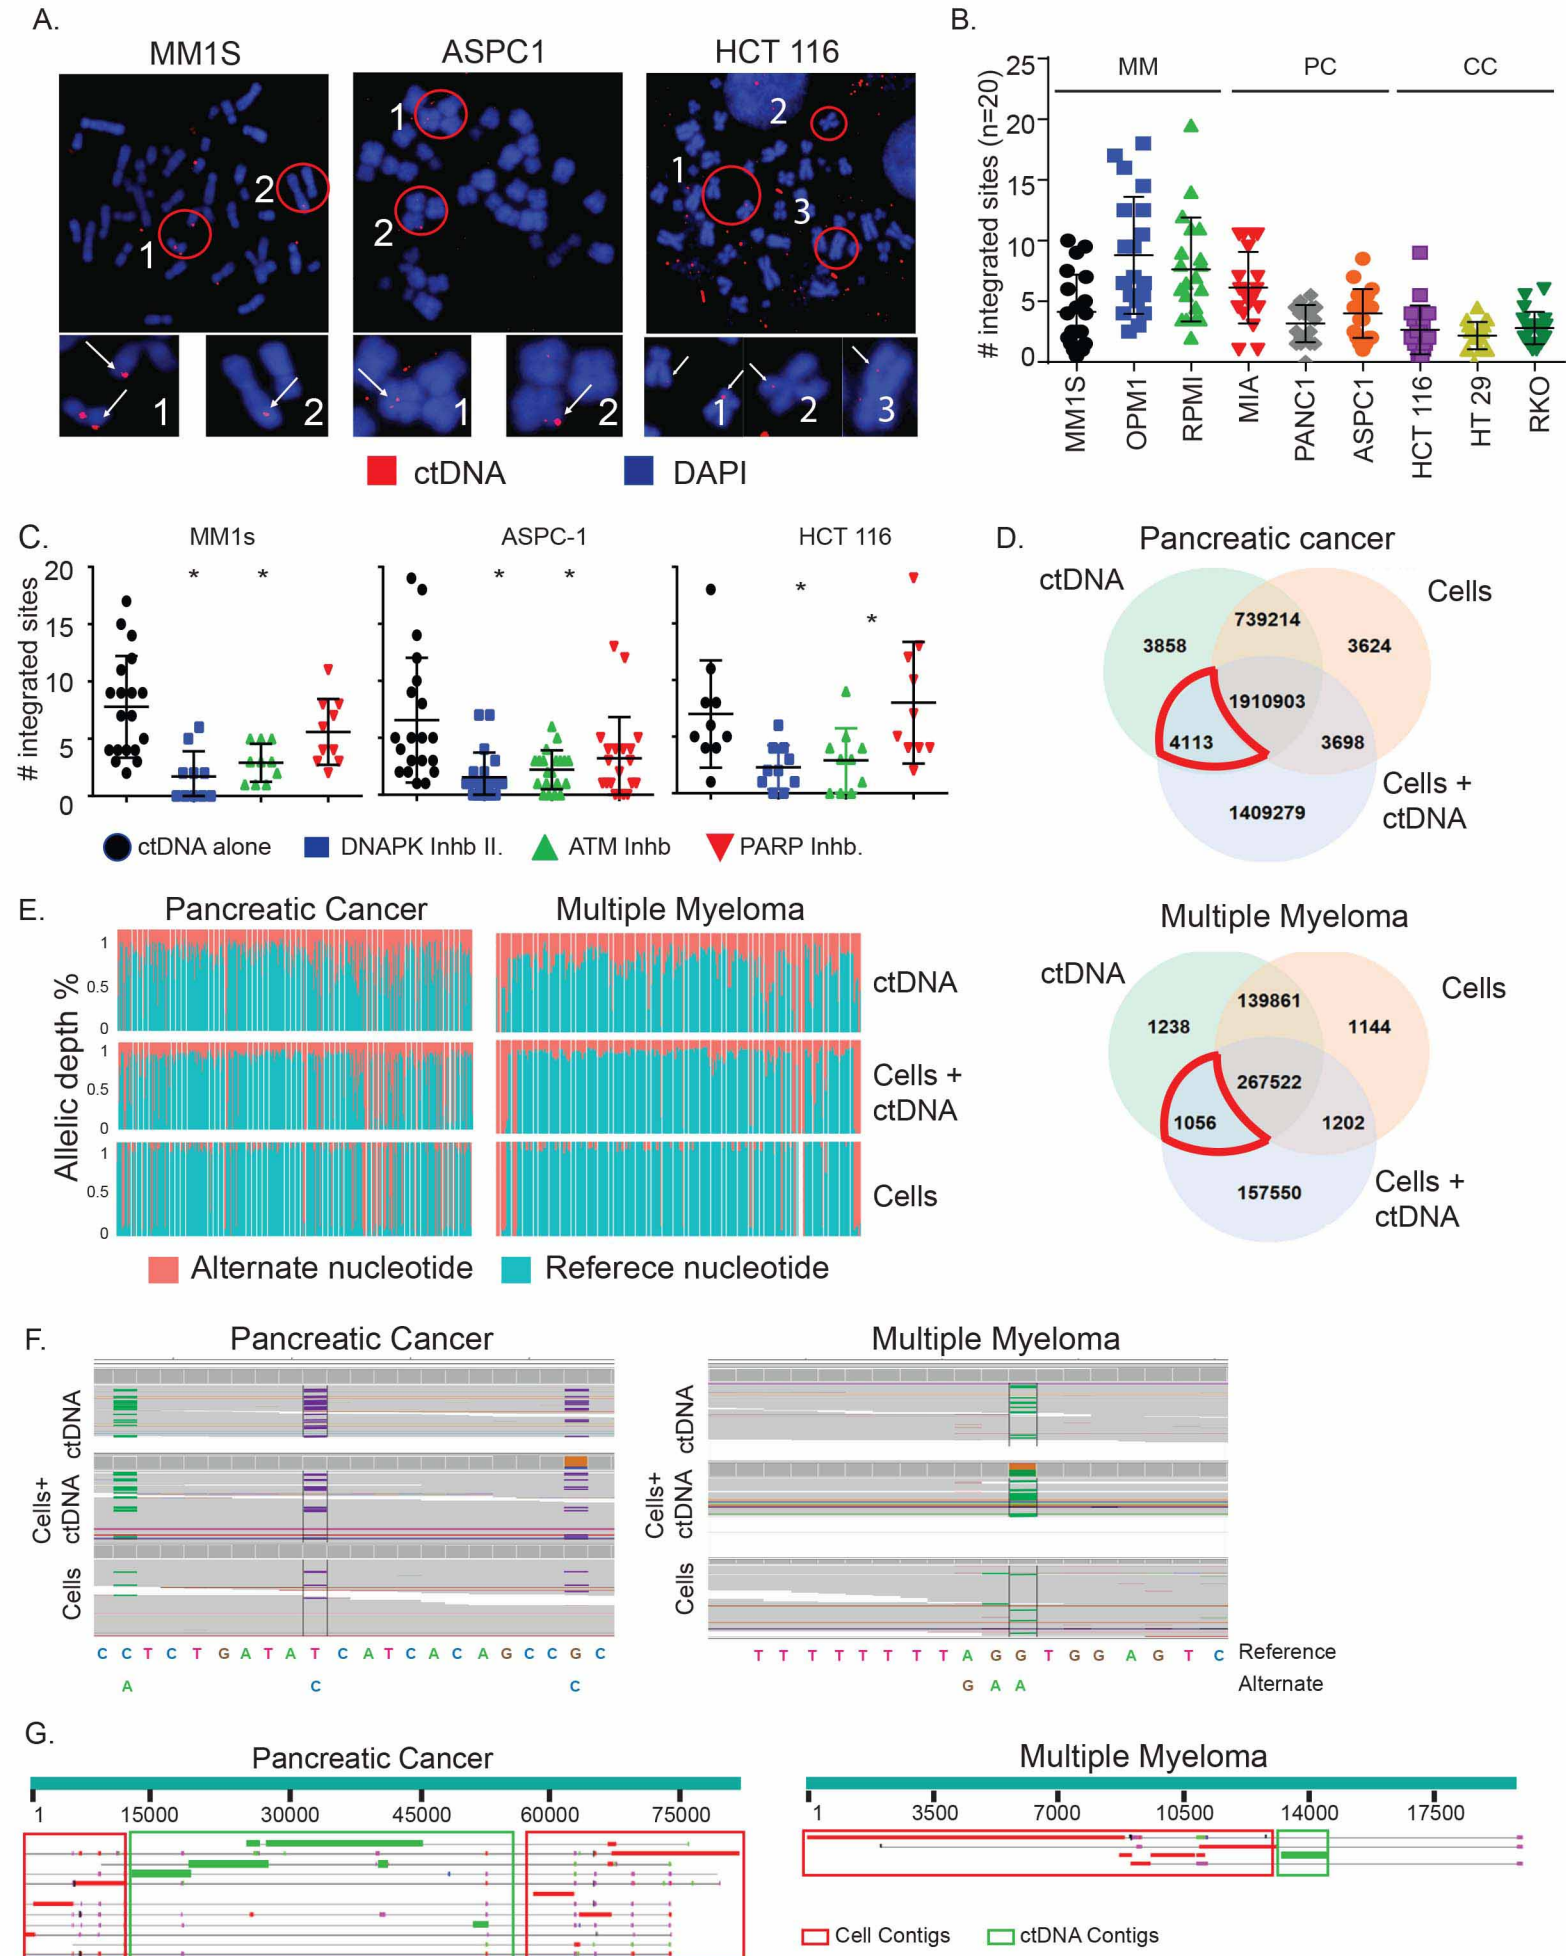 A.
MM1S
ASPC1
HCT 116
1
2
1
2
1
2
3
1
2
1
2
1
2
3
ctDNA
DAPI
B.
# integrated sites (n=20)
25
20
15
10
5
0
MM
PC
CC
MM1S
OPM1
RPMI
MIA
PANC1
ASPC1
HCT 116
HT 29
RKO
C.
MM1s
ASPC-1
HCT 116
# integrated sites
20
15
10
5
0
* *
* *
* *
ctDNA alone
DNAPK Inhb II.
ATM Inhb
PARP Inhb.
D.
Pancreatic cancer
ctDNA
Cells
739214
3858
3624
1910903
4113
3698
Cells +
ctDNA
1409279
Multiple Myeloma
ctDNA
Cells
139861
1238
1144
267522
1056
1202
157550
Cells +
ctDNA
E.
Pancreatic Cancer
Multiple Myeloma
Allelic depth %
1
0.5
0
1
0.5
0
1
0.5
0
ctDNA
Cells +
ctDNA
Cells
Alternate nucleotide
Referece nucleotide
F.
Pancreatic Cancer
Multiple Myeloma
ctDNA
Cells+
ctDNA
Cells
ctDNA
Cells+
ctDNA
Cells
C C T C T G A T A T C A T C A C A G C C G C
A C C
T T T T T T T T A G G T G G A G T C Reference
G A A Alternate
G.
Pancreatic Cancer
Multiple Myeloma
1 15000 30000 45000 60000 75000
1 3500 7000 10500 14000 17500
Cell Contigs
ctDNA Contigs